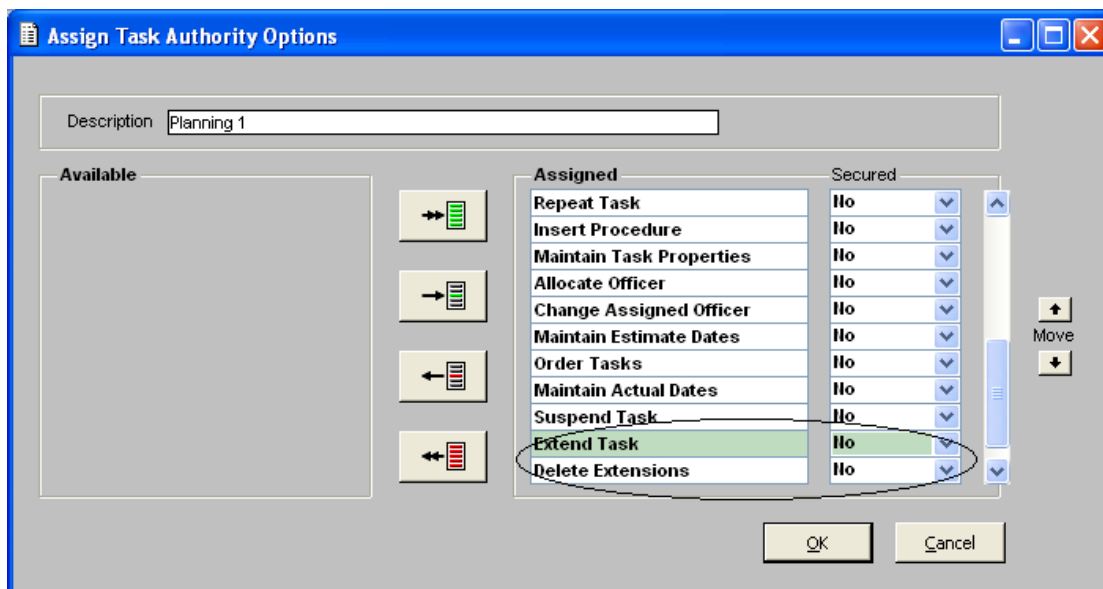 Assign Task Authority Options
Description Planning 1
Available
Assigned Secured
Repeat Task No
Insert Procedure No
Maintain Task Properties No
Allocate Officer No
Change Assigned Officer No
Maintain Estimate Dates No
Order Tasks No
Maintain Actual Dates No
Suspend Task No
Extend Task No
Delete Extensions No
Move
OK Cancel